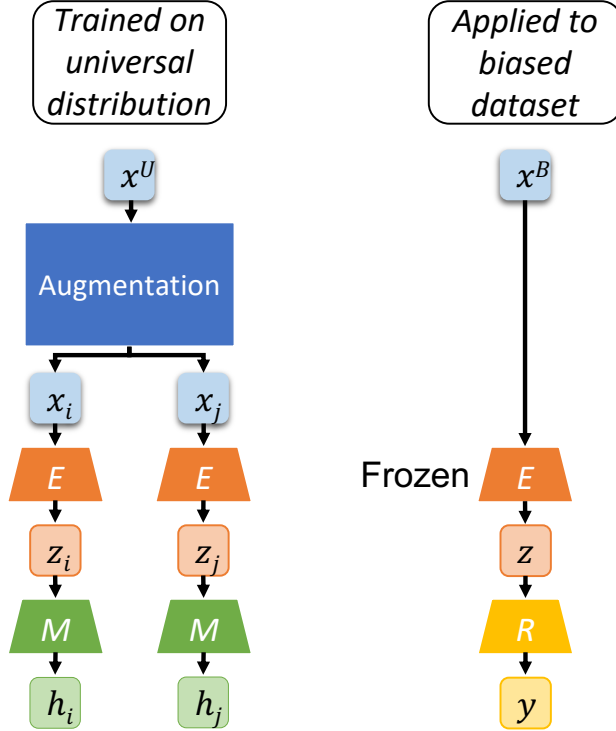 Trained on
universal
distribution
x^U
Augmentation
x_i
x_j
E
E
z_i
z_j
M
M
h_i
h_j
Applied to
biased
dataset
x^B
Frozen
E
z
R
y